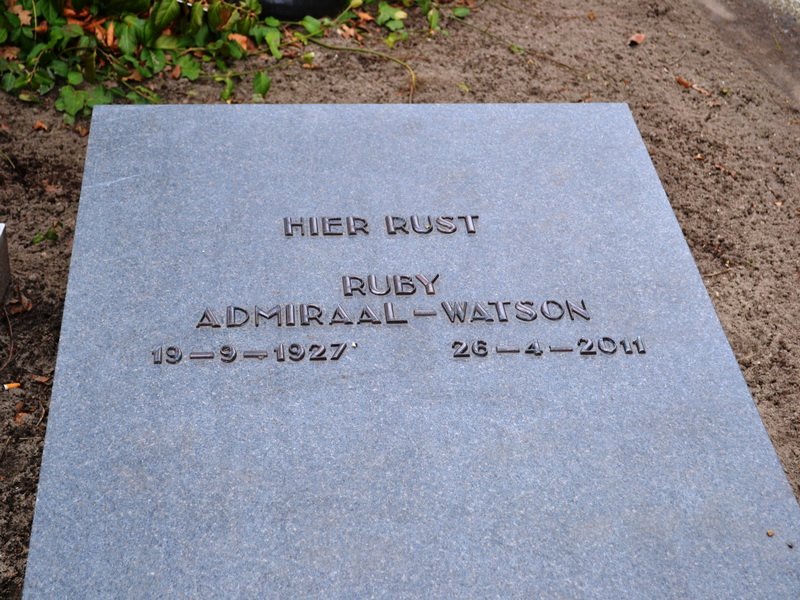 HIER RUST
RUBY
ADMIRAAL-WATSON
19-9-1927 26-4-2011